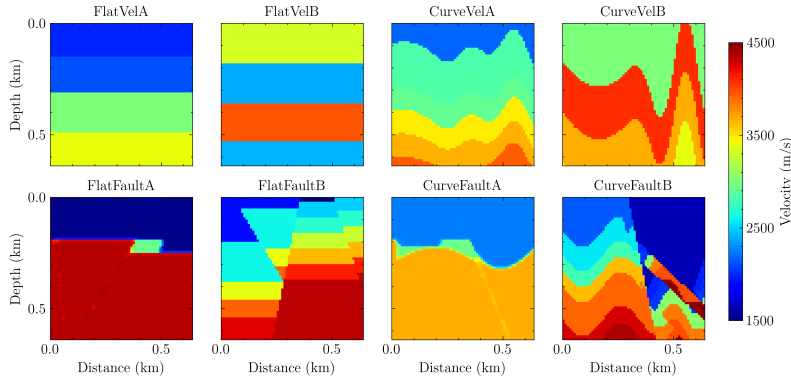 FlatVelA FlatVelB CurveVelA CurveVelB
0.0
0.5
Depth (km)
FlatFaultA FlatFaultB CurveFaultA CurveFaultB
0.0
0.5
Depth (km)
0.0 0.5 0.0 0.5 0.0 0.5 0.0 0.5
Distance (km) Distance (km) Distance (km) Distance (km)
4500
3500
2500
1500
Velocity (m/s)